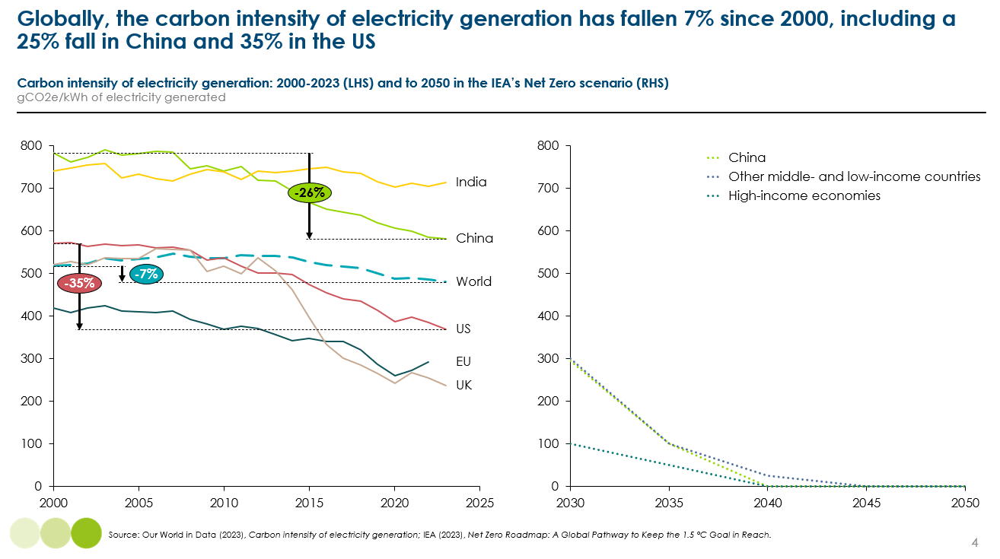 Globally, the carbon intensity of electricity generation has fallen 7% since 2000, including a
25% fall in China and 35% in the US
Carbon intensity of electricity generation: 2000-2023 (LHS) and to 2050 in the IEA’s Net Zero scenario (RHS)
gCO2e/kWh of electricity generated
800
700
600
500
400
300
200
100
0
2000
2005
2010
2015
2020
2025
-26%
-7%
-35%
India
China
World
US
EU
UK
800
700
600
500
400
300
200
100
0
2030
2035
2040
2045
2050
China
Other middle- and low-income countries
High-income economies
Source: Our World in Data (2023), Carbon intensity of electricity generation; IEA (2023), Net Zero Roadmap: A Global Pathway to Keep the 1.5 °C Goal in Reach.
4